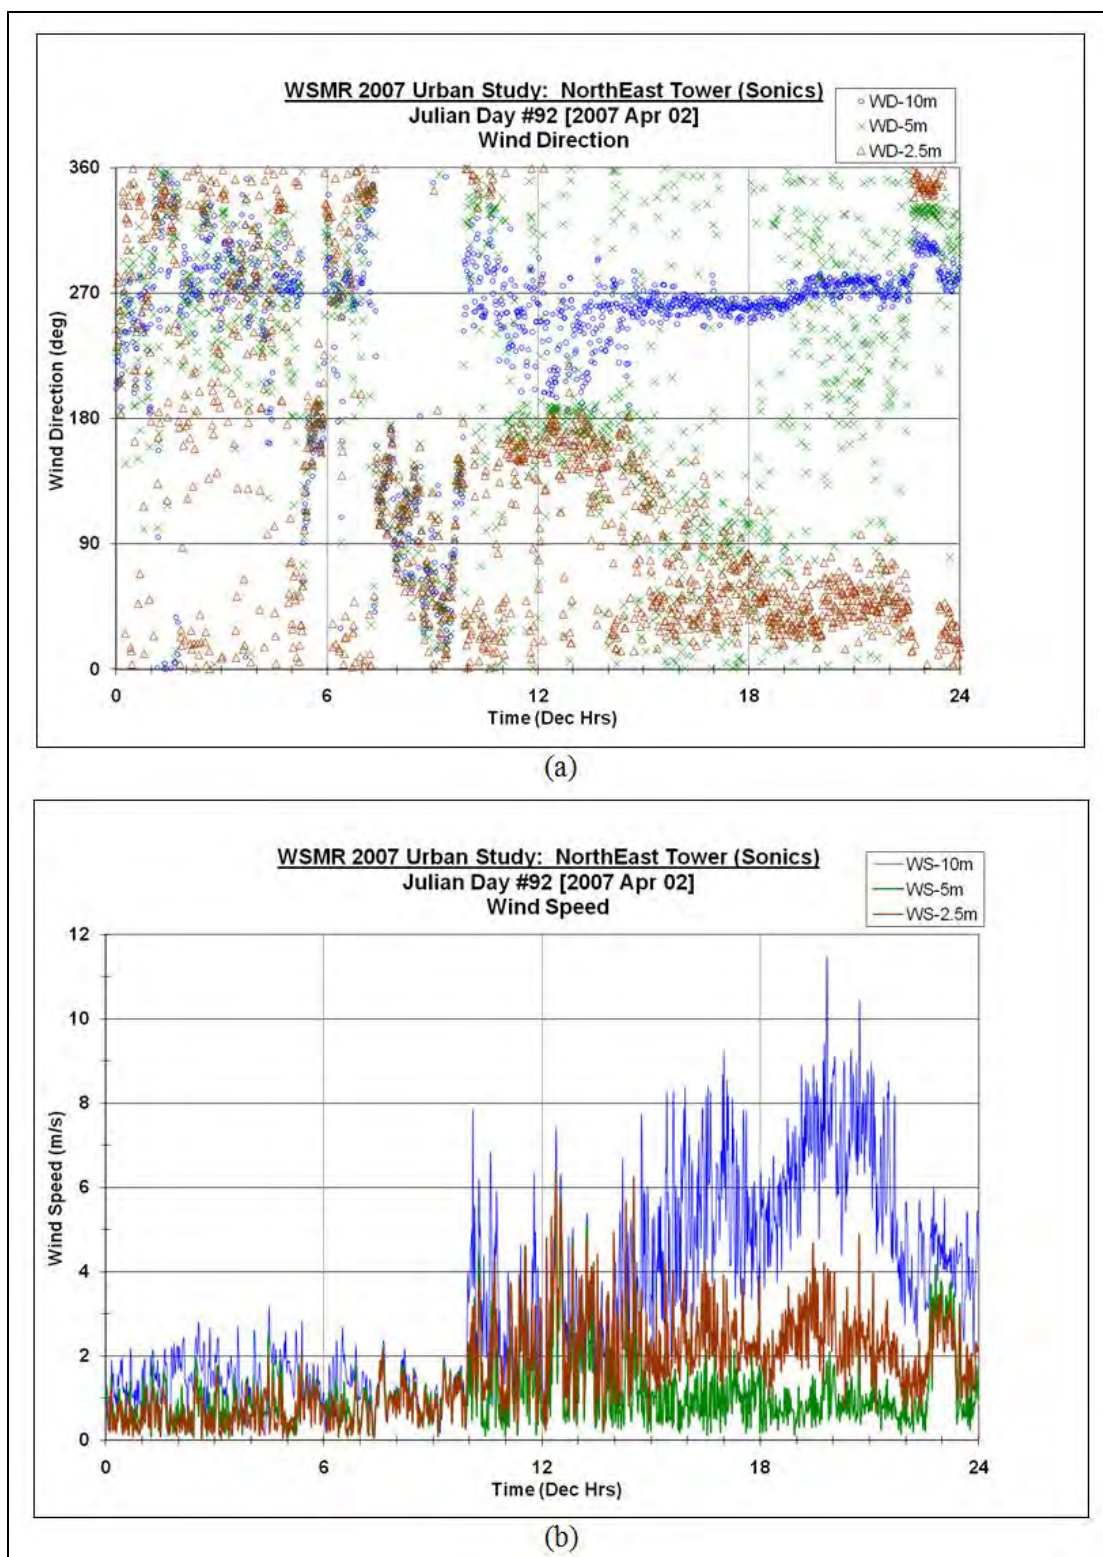 WSMR 2007 Urban Study: NorthEast Tower (Sonics)
Julian Day #92 [2007 Apr 02]
Wind Direction
WD-10m
WD-5m
WD-2.5m
360
270
180
90
0
Wind Direction (deg)
0 6 12 18 24
Time (Dec Hrs)
(a)
WSMR 2007 Urban Study: NorthEast Tower (Sonics)
Julian Day #92 [2007 Apr 02]
Wind Speed
WS-10m
WS-5m
WS-2.5m
12
10
8
6
4
2
0
Wind Speed (m/s)
0 6 12 18 24
Time (Dec Hrs)
(b)